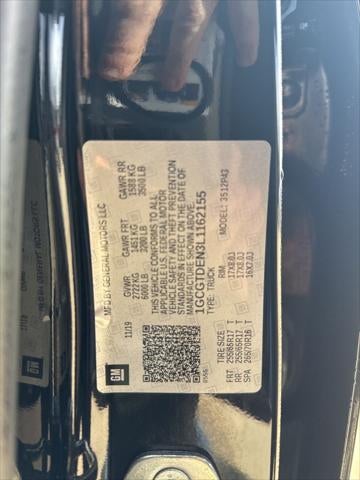 MFD BY GENERAL MOTORS LLC
11/19
GVWR
2722 KG
6000 LB
GAWR FRT
1451 KG
3200 LB
GAWR RR
1588 KG
3500 LB
THIS VEHICLE CONFORMS TO ALL
APPLICABLE U.S. FEDERAL MOTOR
VEHICLE SAFETY AND THEFT PREVENTION
STANDARDS IN EFFECT ON THE DATE OF
MANUFACTURE SHOWN ABOVE.
1GCGTDEN3L1162155
TYPE: TRUCK
MODEL: 3512P43
TIRE SIZE RIM
FRT 255/65R17 T 17X8.0J
RR 255/65R17 T 17X8.0J
SPA 265/70R16 T 16X7.0J
GM